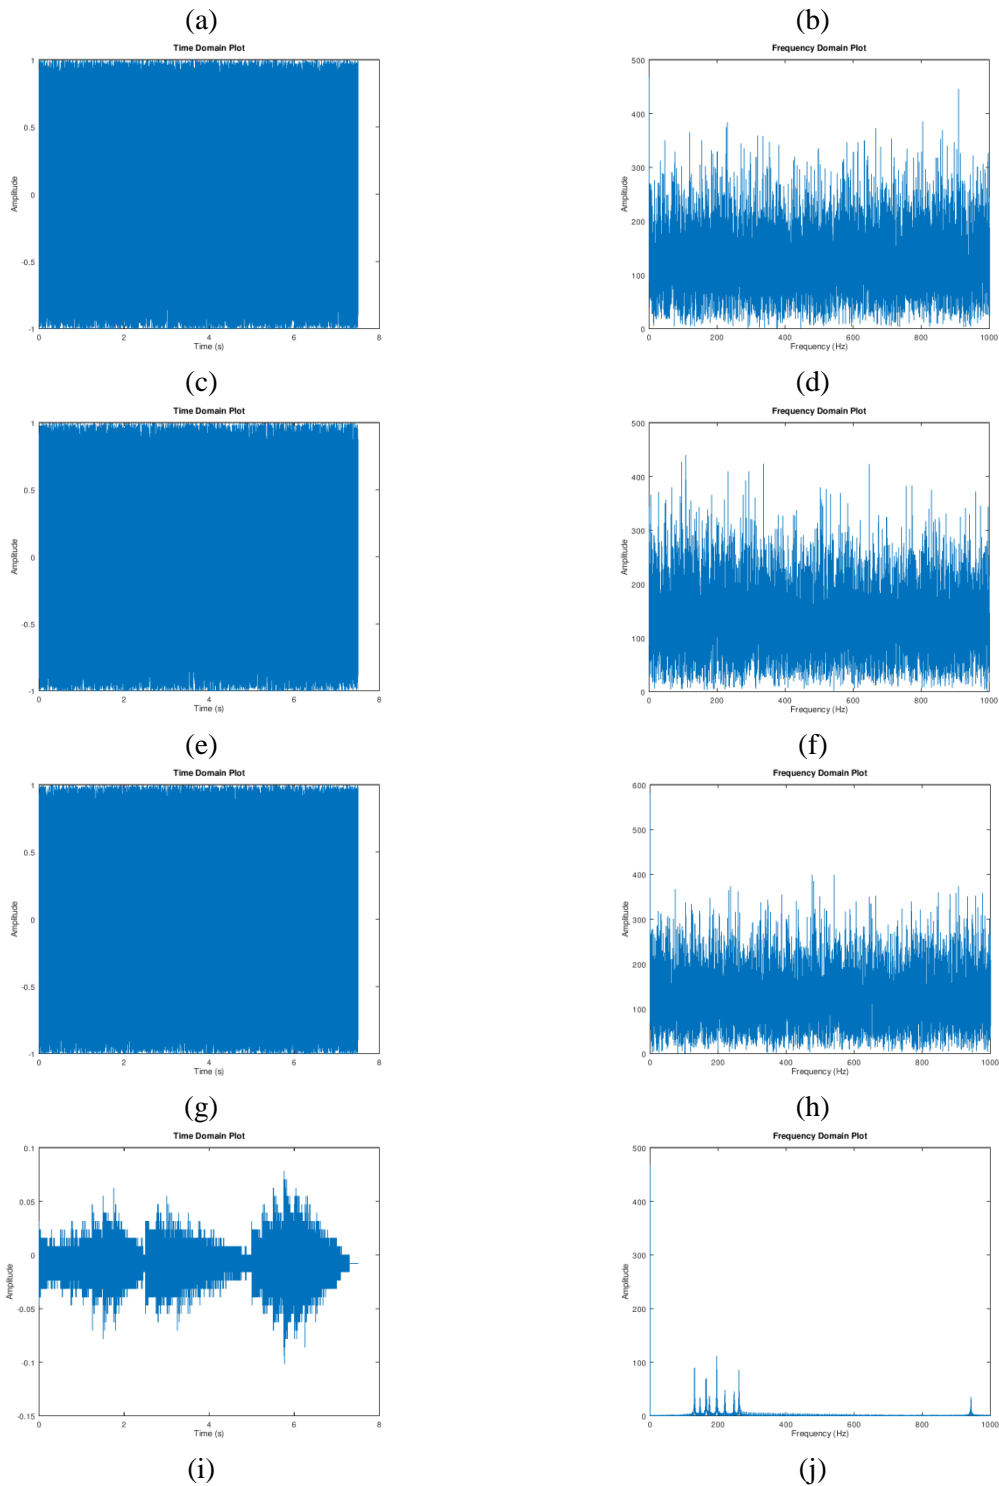 (a)
(b)
Time Domain Plot
1
0.5
0
-0.5
-1
Amplitude
0 2 4 6 8
Time (s)
Frequency Domain Plot
500
400
300
200
100
0
Amplitude
0 200 400 600 800 1000
Frequency (Hz)
(c)
(d)
Time Domain Plot
1
0.5
0
-0.5
-1
Amplitude
0 2 4 6 8
Time (s)
Frequency Domain Plot
500
400
300
200
100
0
Amplitude
0 200 400 600 800 1000
Frequency (Hz)
(e)
(f)
Time Domain Plot
1
0.5
0
-0.5
-1
Amplitude
0 2 4 6 8
Time (s)
Frequency Domain Plot
600
500
400
300
200
100
0
Amplitude
0 200 400 600 800 1000
Frequency (Hz)
(g)
(h)
Time Domain Plot
0.1
0.05
0
-0.05
-0.1
-0.15
Amplitude
0 2 4 6 8
Time (s)
Frequency Domain Plot
500
400
300
200
100
0
Amplitude
0 200 400 600 800 1000
Frequency (Hz)
(i)
(j)